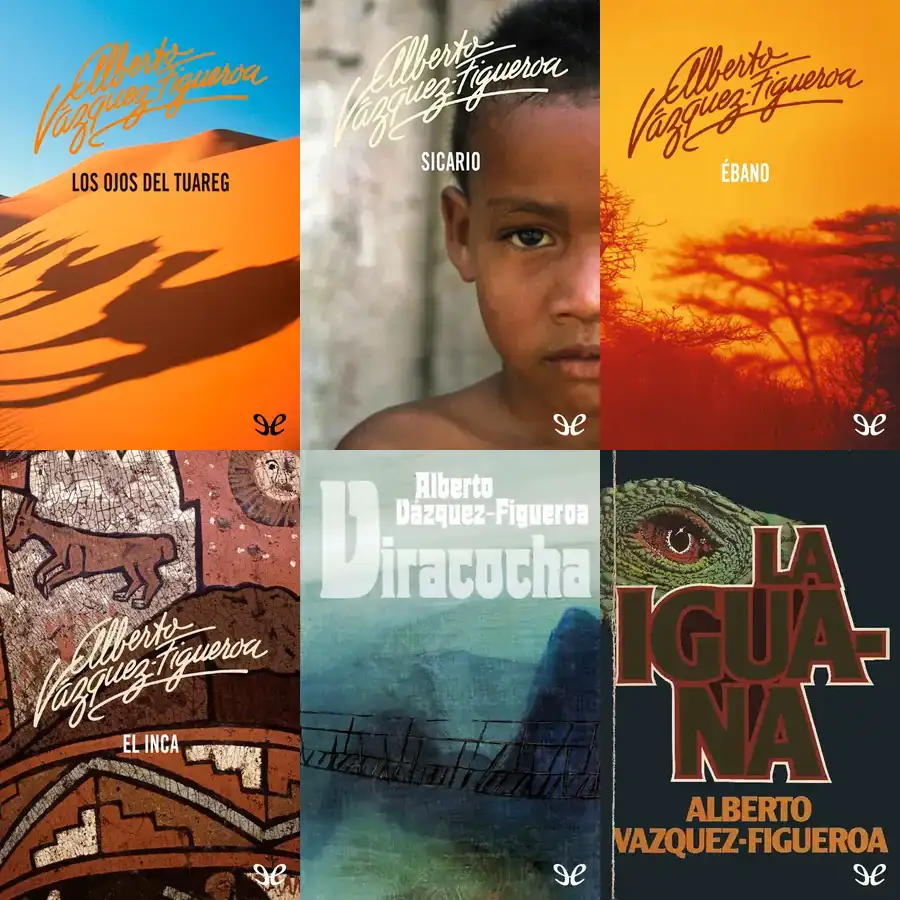 Alberto
Vázquez-Figueroa
LOS OJOS DEL TUAREG
Alberto
Vázquez-Figueroa
SICARIO
Alberto
Vázquez-Figueroa
ÉBANO
Alberto
Vázquez-Figueroa
EL INCA
Alberto
Vázquez-Figueroa
Viracocha
LA
IGUA-
NA
ALBERTO
VAZQUEZ-FIGUEROA